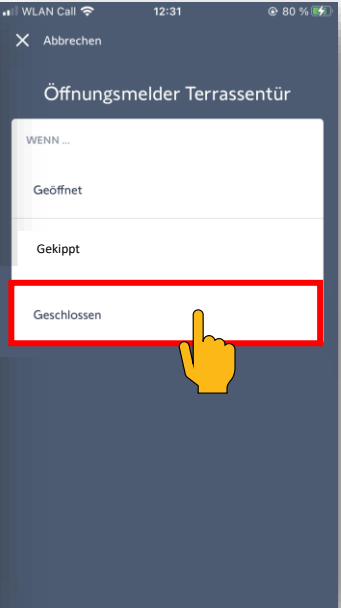 WLAN Call 12:31 80 %
Abbrechen
Öffnungsmelder Terrassentür
WENN ...
Geöffnet
Gekippt
Geschlossen